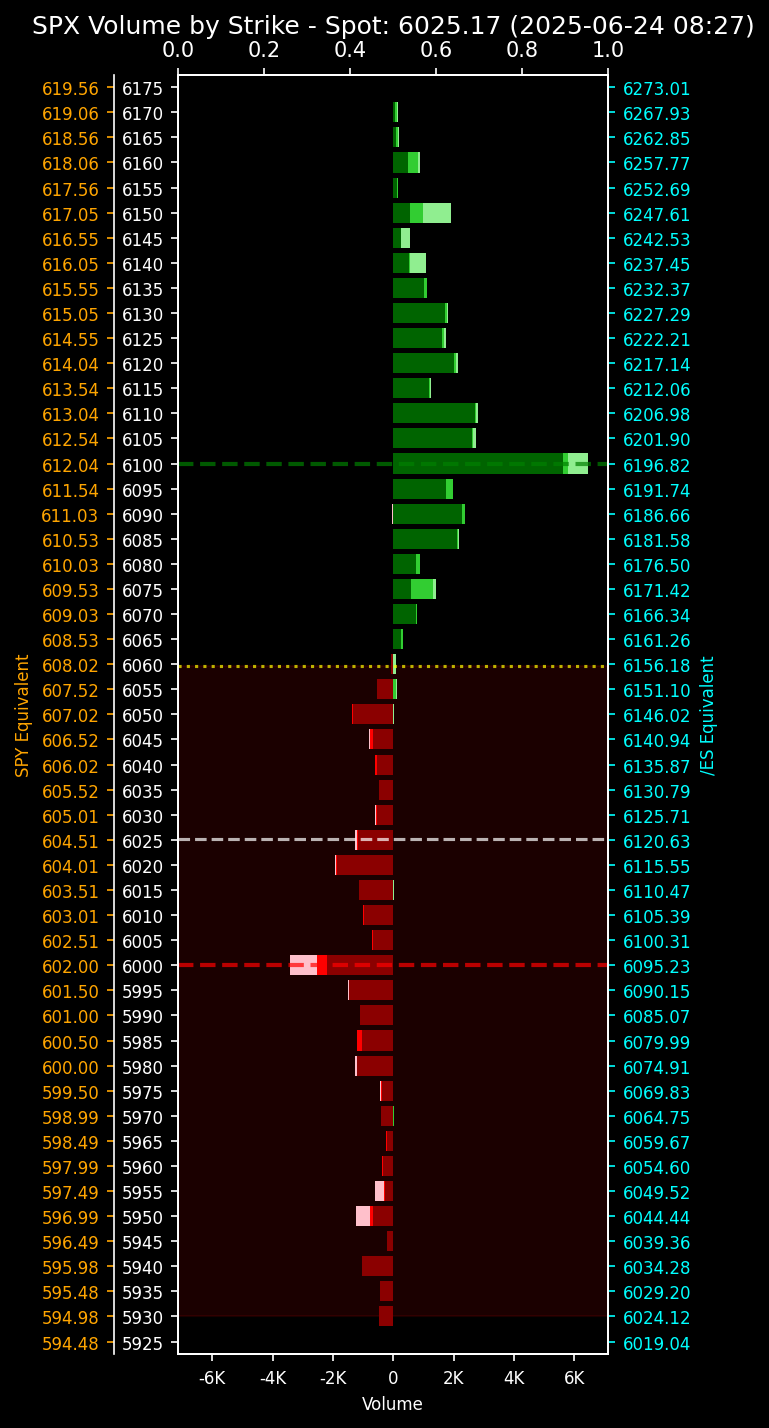 SPX Volume by Strike - Spot: 6025.17 (2025-06-24 08:27)
0.0 0.2 0.4 0.6 0.8 1.0
619.56 6175 6273.01
619.06 6170 6267.93
618.56 6165 6262.85
618.06 6160 6257.77
617.56 6155 6252.69
617.05 6150 6247.61
616.55 6145 6242.53
616.05 6140 6237.45
615.55 6135 6232.37
615.05 6130 6227.29
614.55 6125 6222.21
614.04 6120 6217.14
613.54 6115 6212.06
613.04 6110 6206.98
612.54 6105 6201.90
612.04 6100 6196.82
611.54 6095 6191.74
611.03 6090 6186.66
610.53 6085 6181.58
610.03 6080 6176.50
609.53 6075 6171.42
609.03 6070 6166.34
608.53 6065 6161.26
608.02 6060 6156.18
607.52 6055 6151.10
607.02 6050 6146.02
606.52 6045 6140.94
606.02 6040 6135.87
605.52 6035 6130.79
605.01 6030 6125.71
604.51 6025 6120.63
604.01 6020 6115.55
603.51 6015 6110.47
603.01 6010 6105.39
602.51 6005 6100.31
602.00 6000 6095.23
601.50 5995 6090.15
601.00 5990 6085.07
600.50 5985 6079.99
600.00 5980 6074.91
599.50 5975 6069.83
598.99 5970 6064.75
598.49 5965 6059.67
597.99 5960 6054.60
597.49 5955 6049.52
596.99 5950 6044.44
596.49 5945 6039.36
595.98 5940 6034.28
595.48 5935 6029.20
594.98 5930 6024.12
594.48 5925 6019.04
SPY Equivalent
/ES Equivalent
-6K -4K -2K 0 2K 4K 6K
Volume